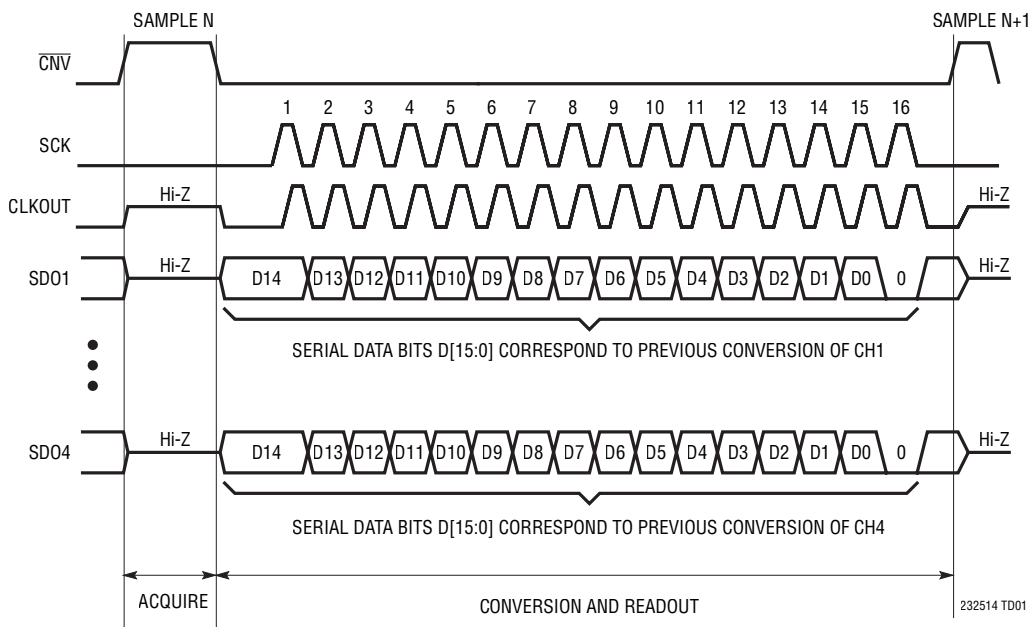 SAMPLE N SAMPLE N+1
CNV
1 2 3 4 5 6 7 8 9 10 11 12 13 14 15 16
SCK
CLKOUT Hi-Z Hi-Z
SDO1 Hi-Z D14 D13 D12 D11 D10 D9 D8 D7 D6 D5 D4 D3 D2 D1 D0 0 Hi-Z
SERIAL DATA BITS D[15:0] CORRESPOND TO PREVIOUS CONVERSION OF CH1
SDO4 Hi-Z D14 D13 D12 D11 D10 D9 D8 D7 D6 D5 D4 D3 D2 D1 D0 0 Hi-Z
SERIAL DATA BITS D[15:0] CORRESPOND TO PREVIOUS CONVERSION OF CH4
ACQUIRE CONVERSION AND READOUT 232514 TD01